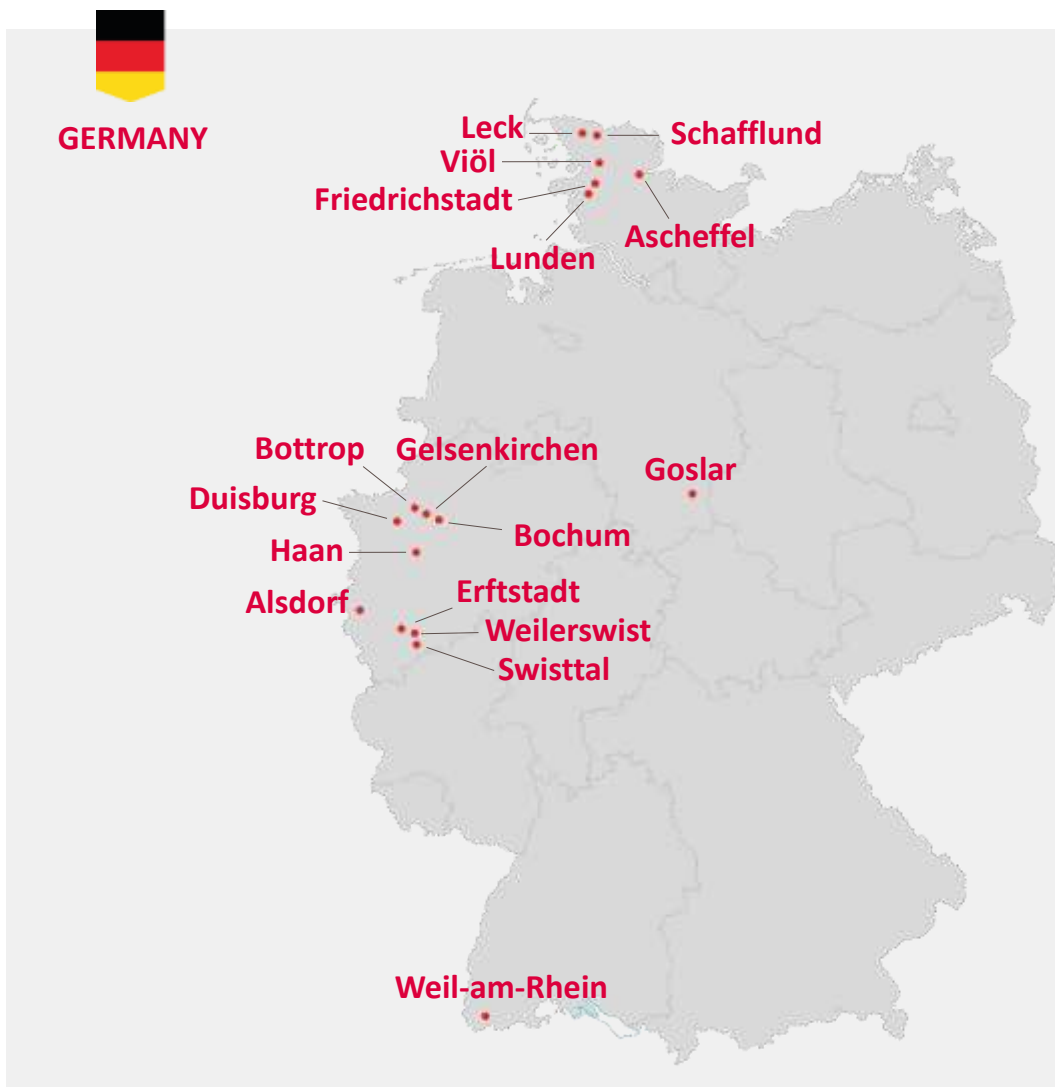 GERMANY
Leck
Schafflund
Viöl
Friedrichstadt
Ascheffel
Lunden
Bottrop
Gelsenkirchen
Goslar
Duisburg
Bochum
Haan
Erftstadt
Alsdorf
Weilerswist
Swisttal
Weil-am-Rhein